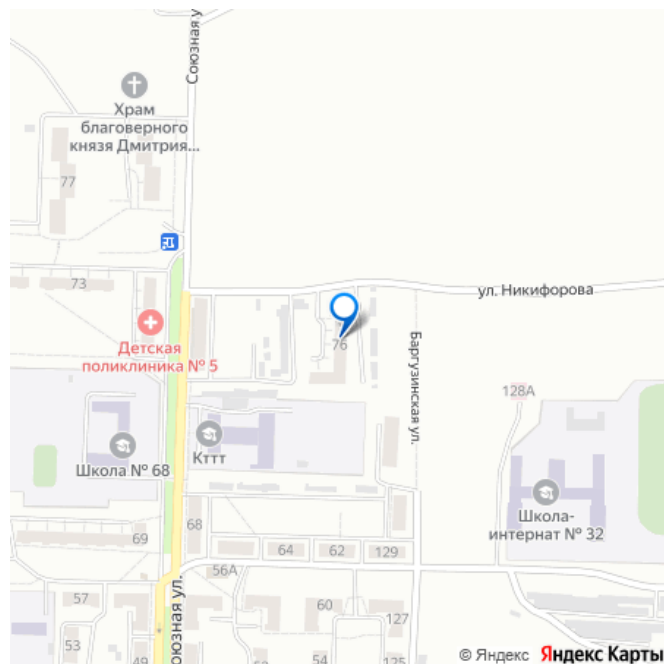 Союзная у
Храм
благоверного
князя Дмитрия...
77
73
ул. Никифорова
Детская
поликлиника № 5
76
Баргузинская ул.
128А
Школа № 68
Кттт
Школа-
интернат № 32
68
69
64
62
129
56А
57
60
127
53
49
54
125
оюзная ул.
© Яндекс Яндекс Карты